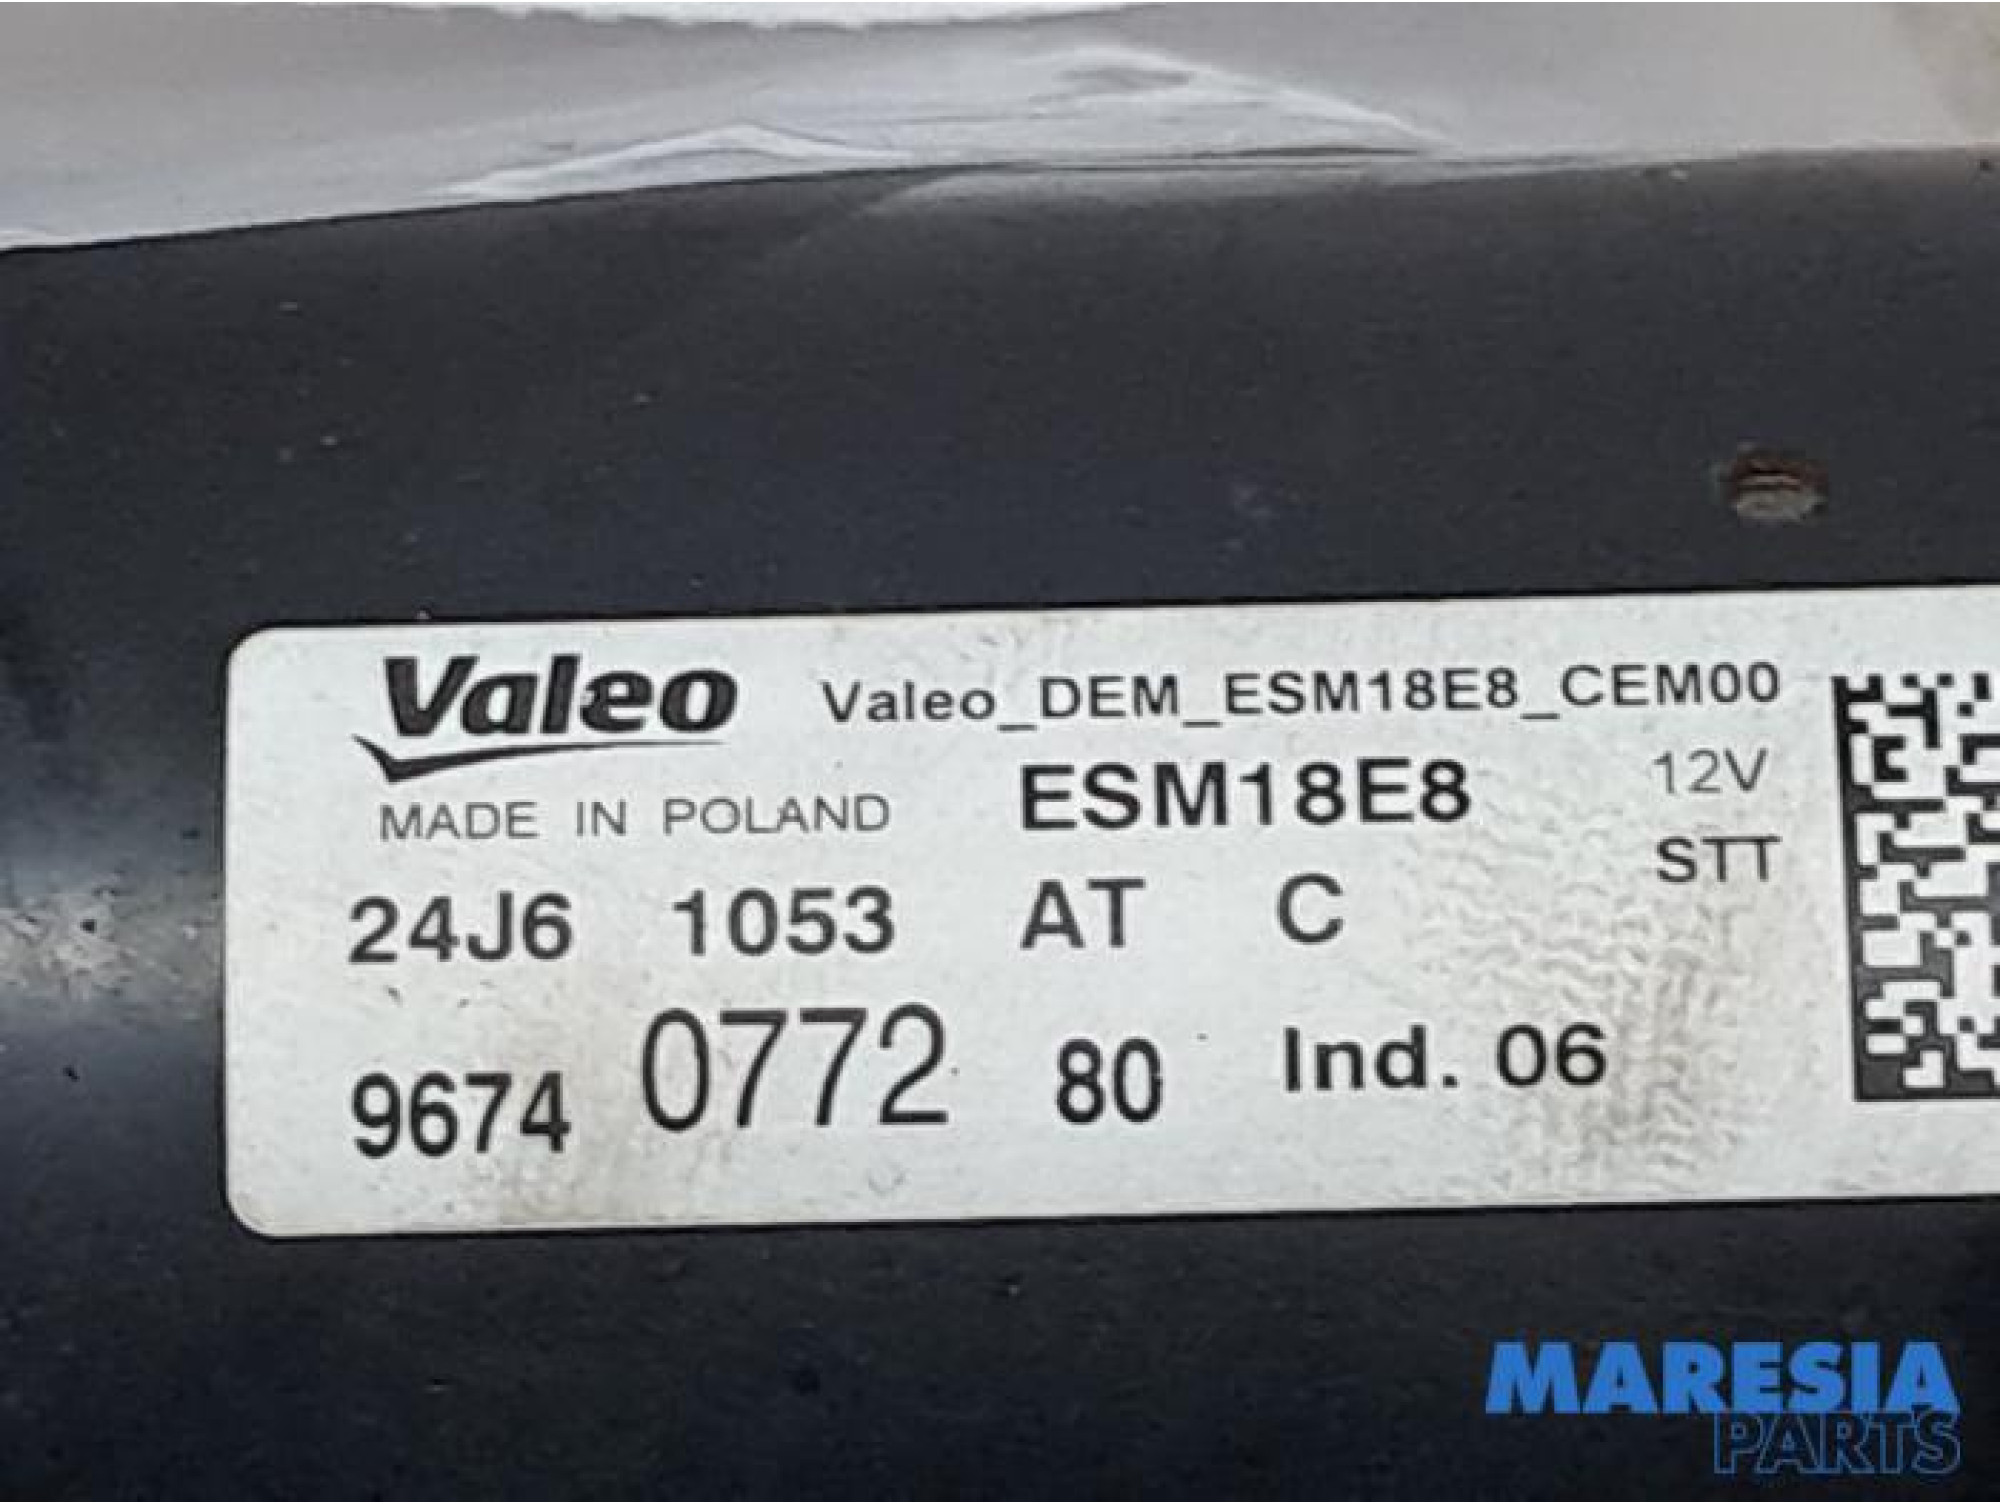 Valeo Valeo_DEM_ESM18E8_CEM00
MADE IN POLAND ESM18E8 12V
STT
24J6 1053 AT C
9674 0772 80 Ind. 06
MARESIA
PARTS